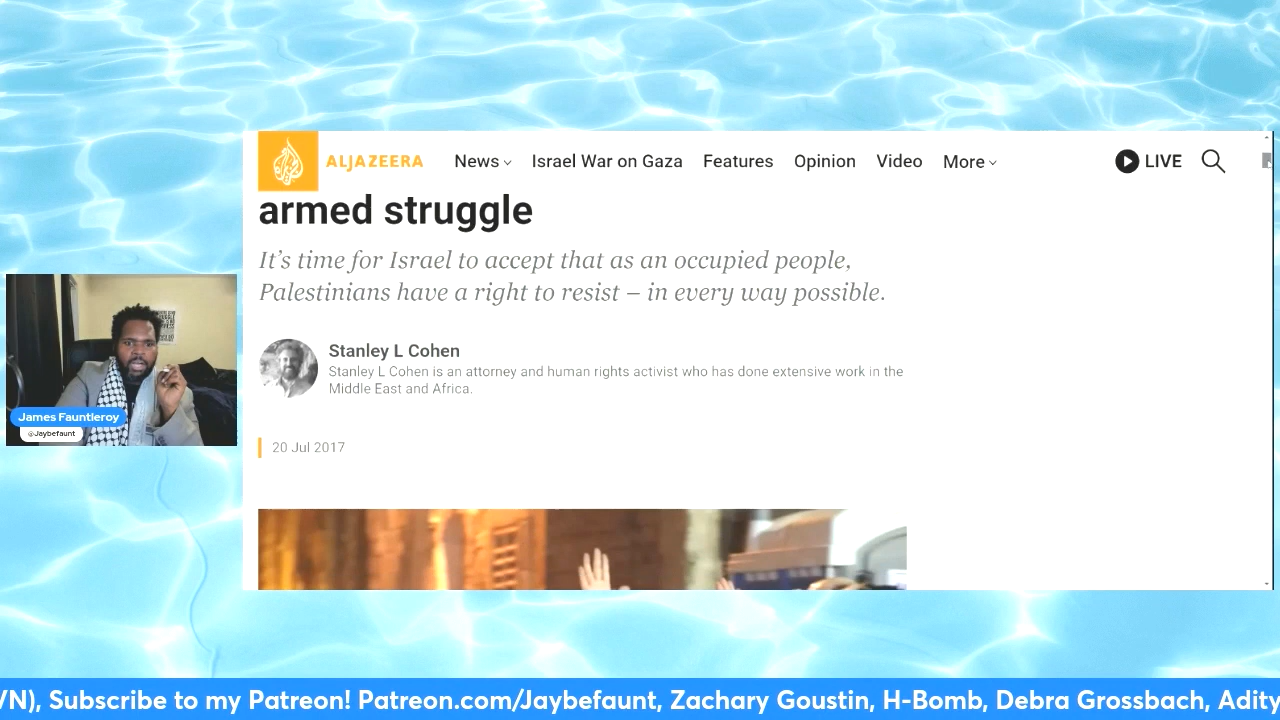 ALJAZEERA
News
Israel War on Gaza
Features
Opinion
Video
More
LIVE
armed struggle
It's time for Israel to accept that as an occupied people,
Palestinians have a right to resist – in every way possible.
Stanley L Cohen
Stanley L Cohen is an attorney and human rights activist who has done extensive work in the
Middle East and Africa.
20 Jul 2017
James Fauntleroy
@Jaybefaunt
VN), Subscribe to my Patreon! Patreon.com/Jaybefaunt, Zachary Goustin, H-Bomb, Debra Grossbach, Adity